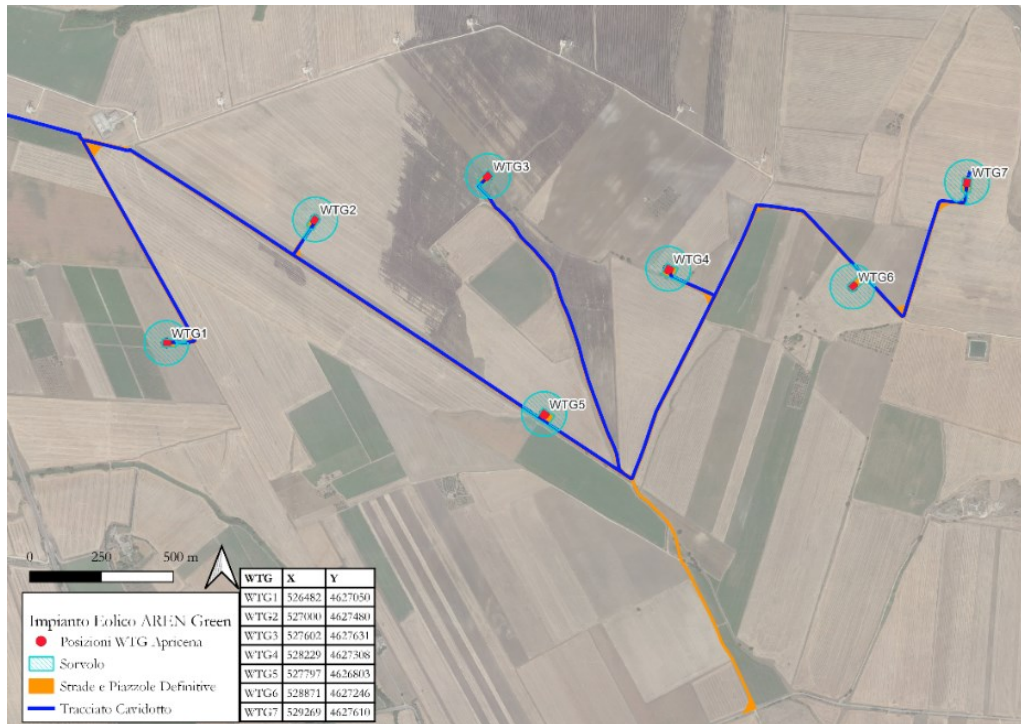 WTG3
WTG7
WTG2
WTG4
WTG6
WTG1
WTG5
0 250 500 m
WTG X Y
WTG1 526482 4627050
WTG2 527000 4627480
WTG3 527602 4627631
WTG4 528229 4627308
WTG5 527797 4626803
WTG6 528871 4627246
WTG7 529269 4627610
Impianto Eolico AREN Green
Posizioni WTG Apricena
Sorvolo
Strade e Piazzole Definitive
Tracciato Cavidotto